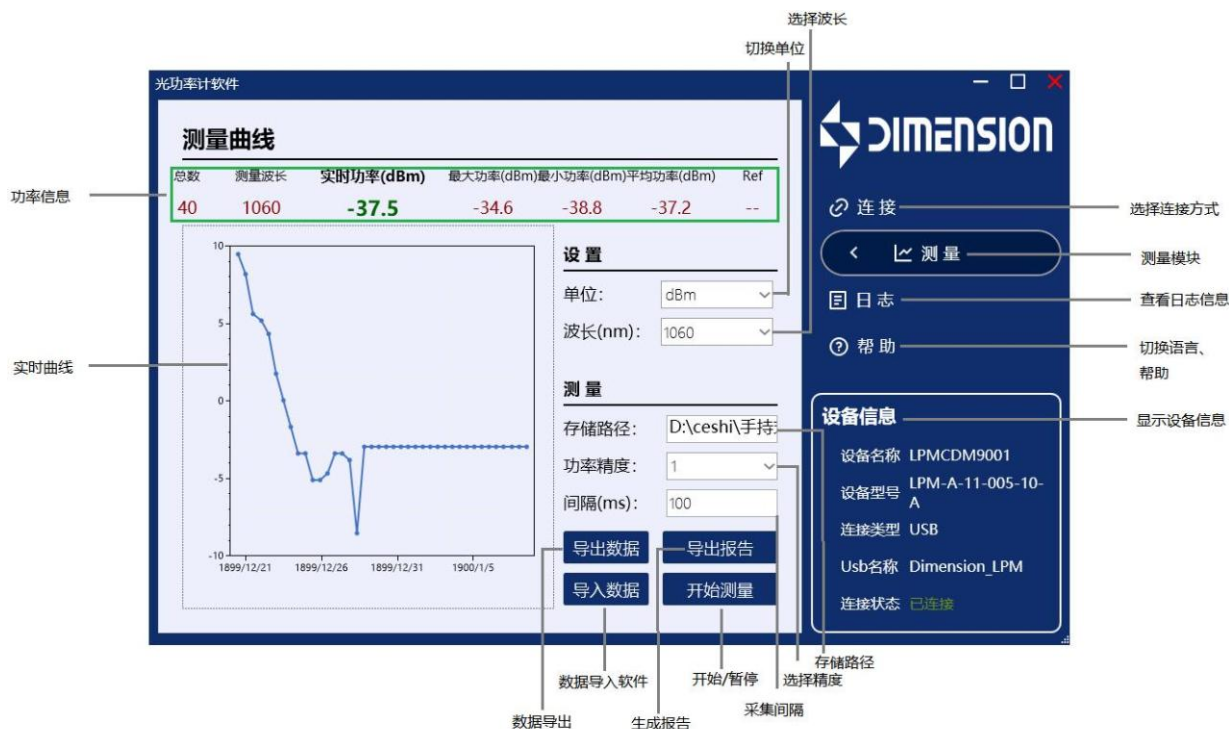 选择波长
切换单位
光功率计软件
DIMENSION
测量曲线
总数 测量波长 实时功率(dBm) 最大功率(dBm) 最小功率(dBm) 平均功率(dBm) Ref
40 1060 -37.5 -34.6 -38.8 -37.2 --
功率信息
连接
选择连接方式
测量
测量模块
日志
查看日志信息
帮助
切换语言、
帮助
设置
单位: dBm
波长(nm): 1060
实时曲线
10
5
0
-5
-10
1899/12/21 1899/12/26 1899/12/31 1900/1/5
测量
存储路径: D:\ceshi\手持
功率精度: 1
间隔(ms): 100
导出数据 导出报告
导入数据 开始测量
设备信息
显示设备信息
设备名称 LPMCDM9001
设备型号 LPM-A-11-005-10-
A
连接类型 USB
Usb名称 Dimension_LPM
连接状态 已连接
存储路径
数据导入软件 开始/暂停 选择精度
采集间隔
数据导出 生成报告